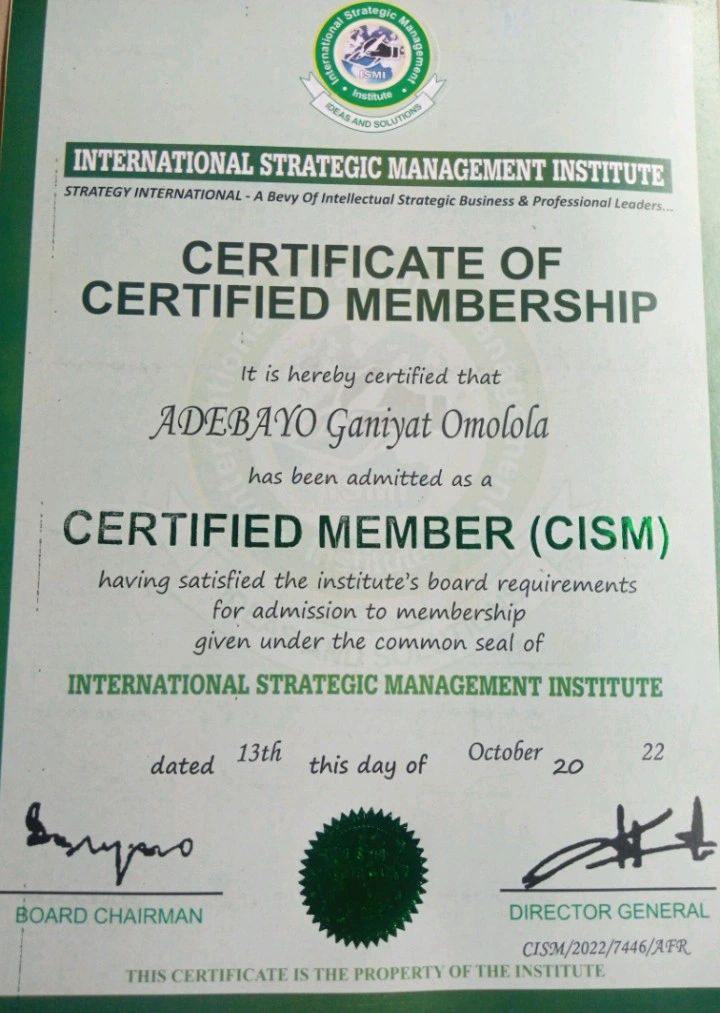 International Strategic Management
ISMI
Institute
IDEAS AND SOLUTIONS
INTERNATIONAL STRATEGIC MANAGEMENT INSTITUTE
STRATEGY INTERNATIONAL - A Bevy Of Intellectual Strategic Business & Professional Leaders...
CERTIFICATE OF
CERTIFIED MEMBERSHIP
It is hereby certified that
ADEBAYO Ganiyat Omolola
has been admitted as a
CERTIFIED MEMBER (CISM)
having satisfied the institute's board requirements
for admission to membership
given under the common seal of
INTERNATIONAL STRATEGIC MANAGEMENT INSTITUTE
dated 13th this day of October 20 22
BOARD CHAIRMAN
DIRECTOR GENERAL
CISM/2022/7446/AFR
THIS CERTIFICATE IS THE PROPERTY OF THE INSTITUTE